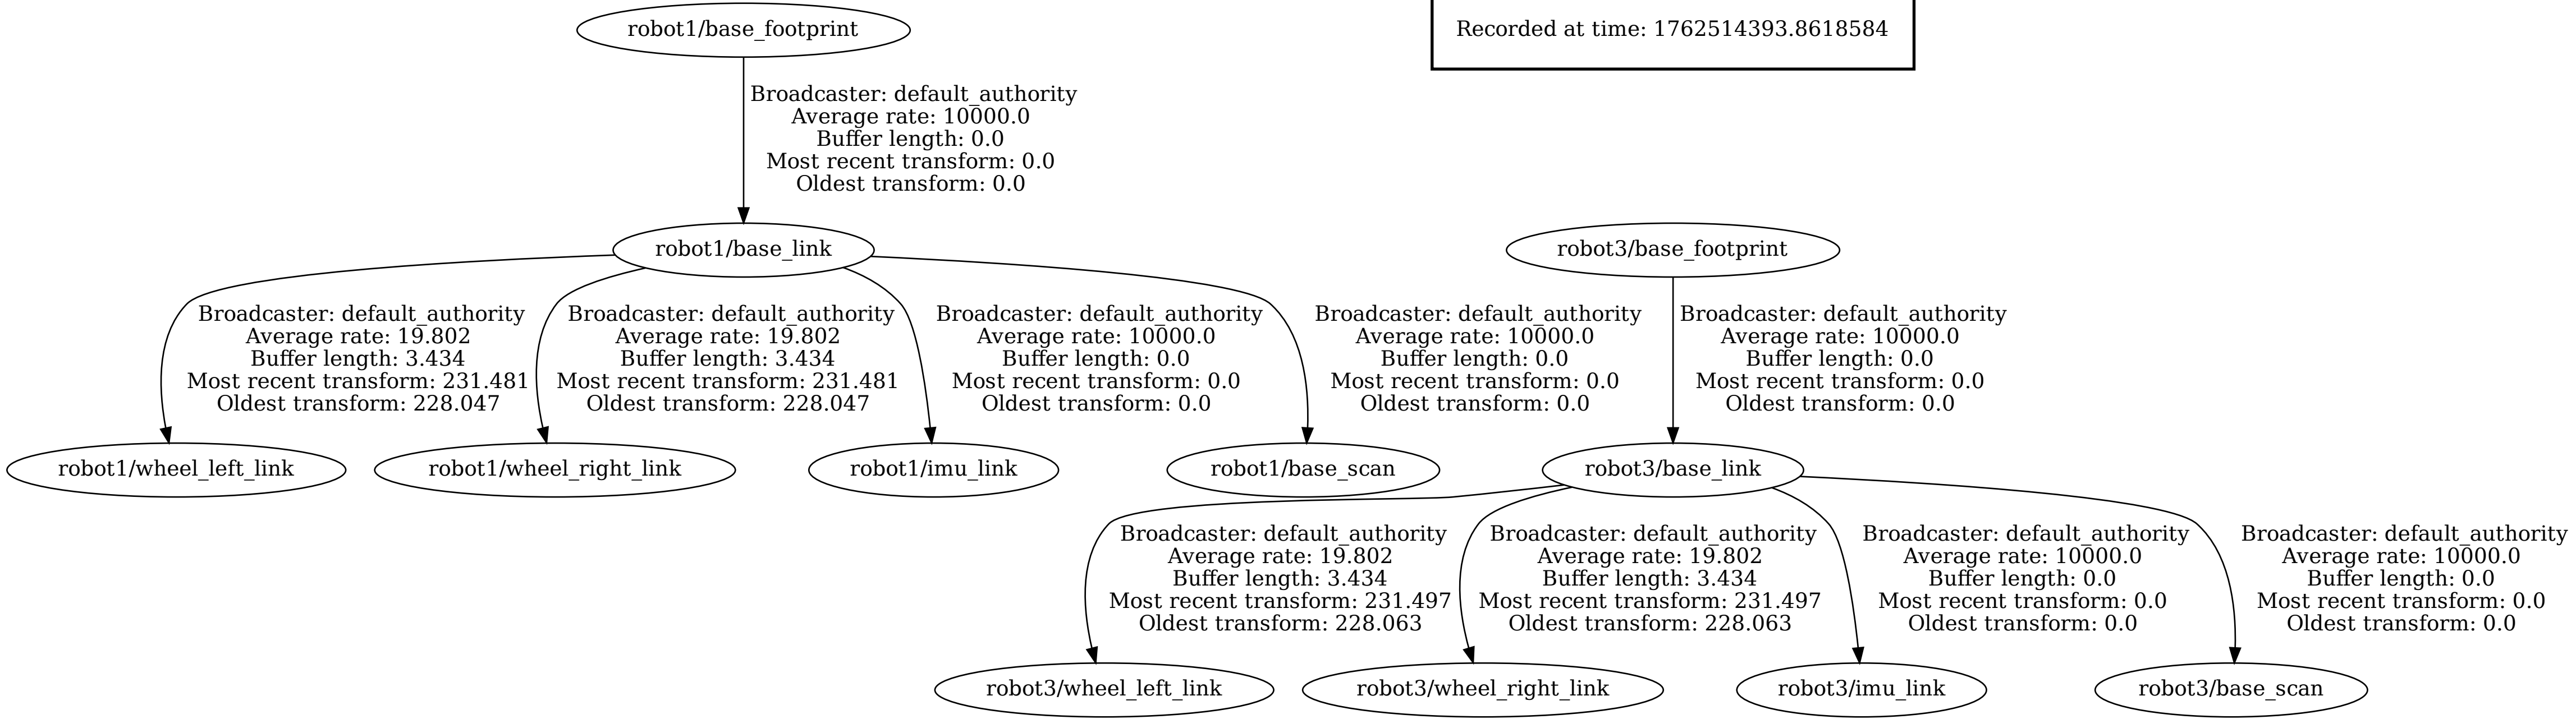 robot1/base_footprint
Recorded at time: 1762514393.8618584
Broadcaster: default_authority
Average rate: 10000.0
Buffer length: 0.0
Most recent transform: 0.0
Oldest transform: 0.0
robot1/base_link
robot3/base_footprint
Broadcaster: default_authority
Average rate: 19.802
Buffer length: 3.434
Most recent transform: 231.481
Oldest transform: 228.047
Broadcaster: default_authority
Average rate: 19.802
Buffer length: 3.434
Most recent transform: 231.481
Oldest transform: 228.047
Broadcaster: default_authority
Average rate: 10000.0
Buffer length: 0.0
Most recent transform: 0.0
Oldest transform: 0.0
Broadcaster: default_authority
Average rate: 10000.0
Buffer length: 0.0
Most recent transform: 0.0
Oldest transform: 0.0
Broadcaster: default_authority
Average rate: 10000.0
Buffer length: 0.0
Most recent transform: 0.0
Oldest transform: 0.0
robot1/wheel_left_link
robot1/wheel_right_link
robot1/imu_link
robot1/base_scan
robot3/base_link
Broadcaster: default_authority
Average rate: 19.802
Buffer length: 3.434
Most recent transform: 231.497
Oldest transform: 228.063
Broadcaster: default_authority
Average rate: 19.802
Buffer length: 3.434
Most recent transform: 231.497
Oldest transform: 228.063
Broadcaster: default_authority
Average rate: 10000.0
Buffer length: 0.0
Most recent transform: 0.0
Oldest transform: 0.0
Broadcaster: default_authority
Average rate: 10000.0
Buffer length: 0.0
Most recent transform: 0.0
Oldest transform: 0.0
robot3/wheel_left_link
robot3/wheel_right_link
robot3/imu_link
robot3/base_scan